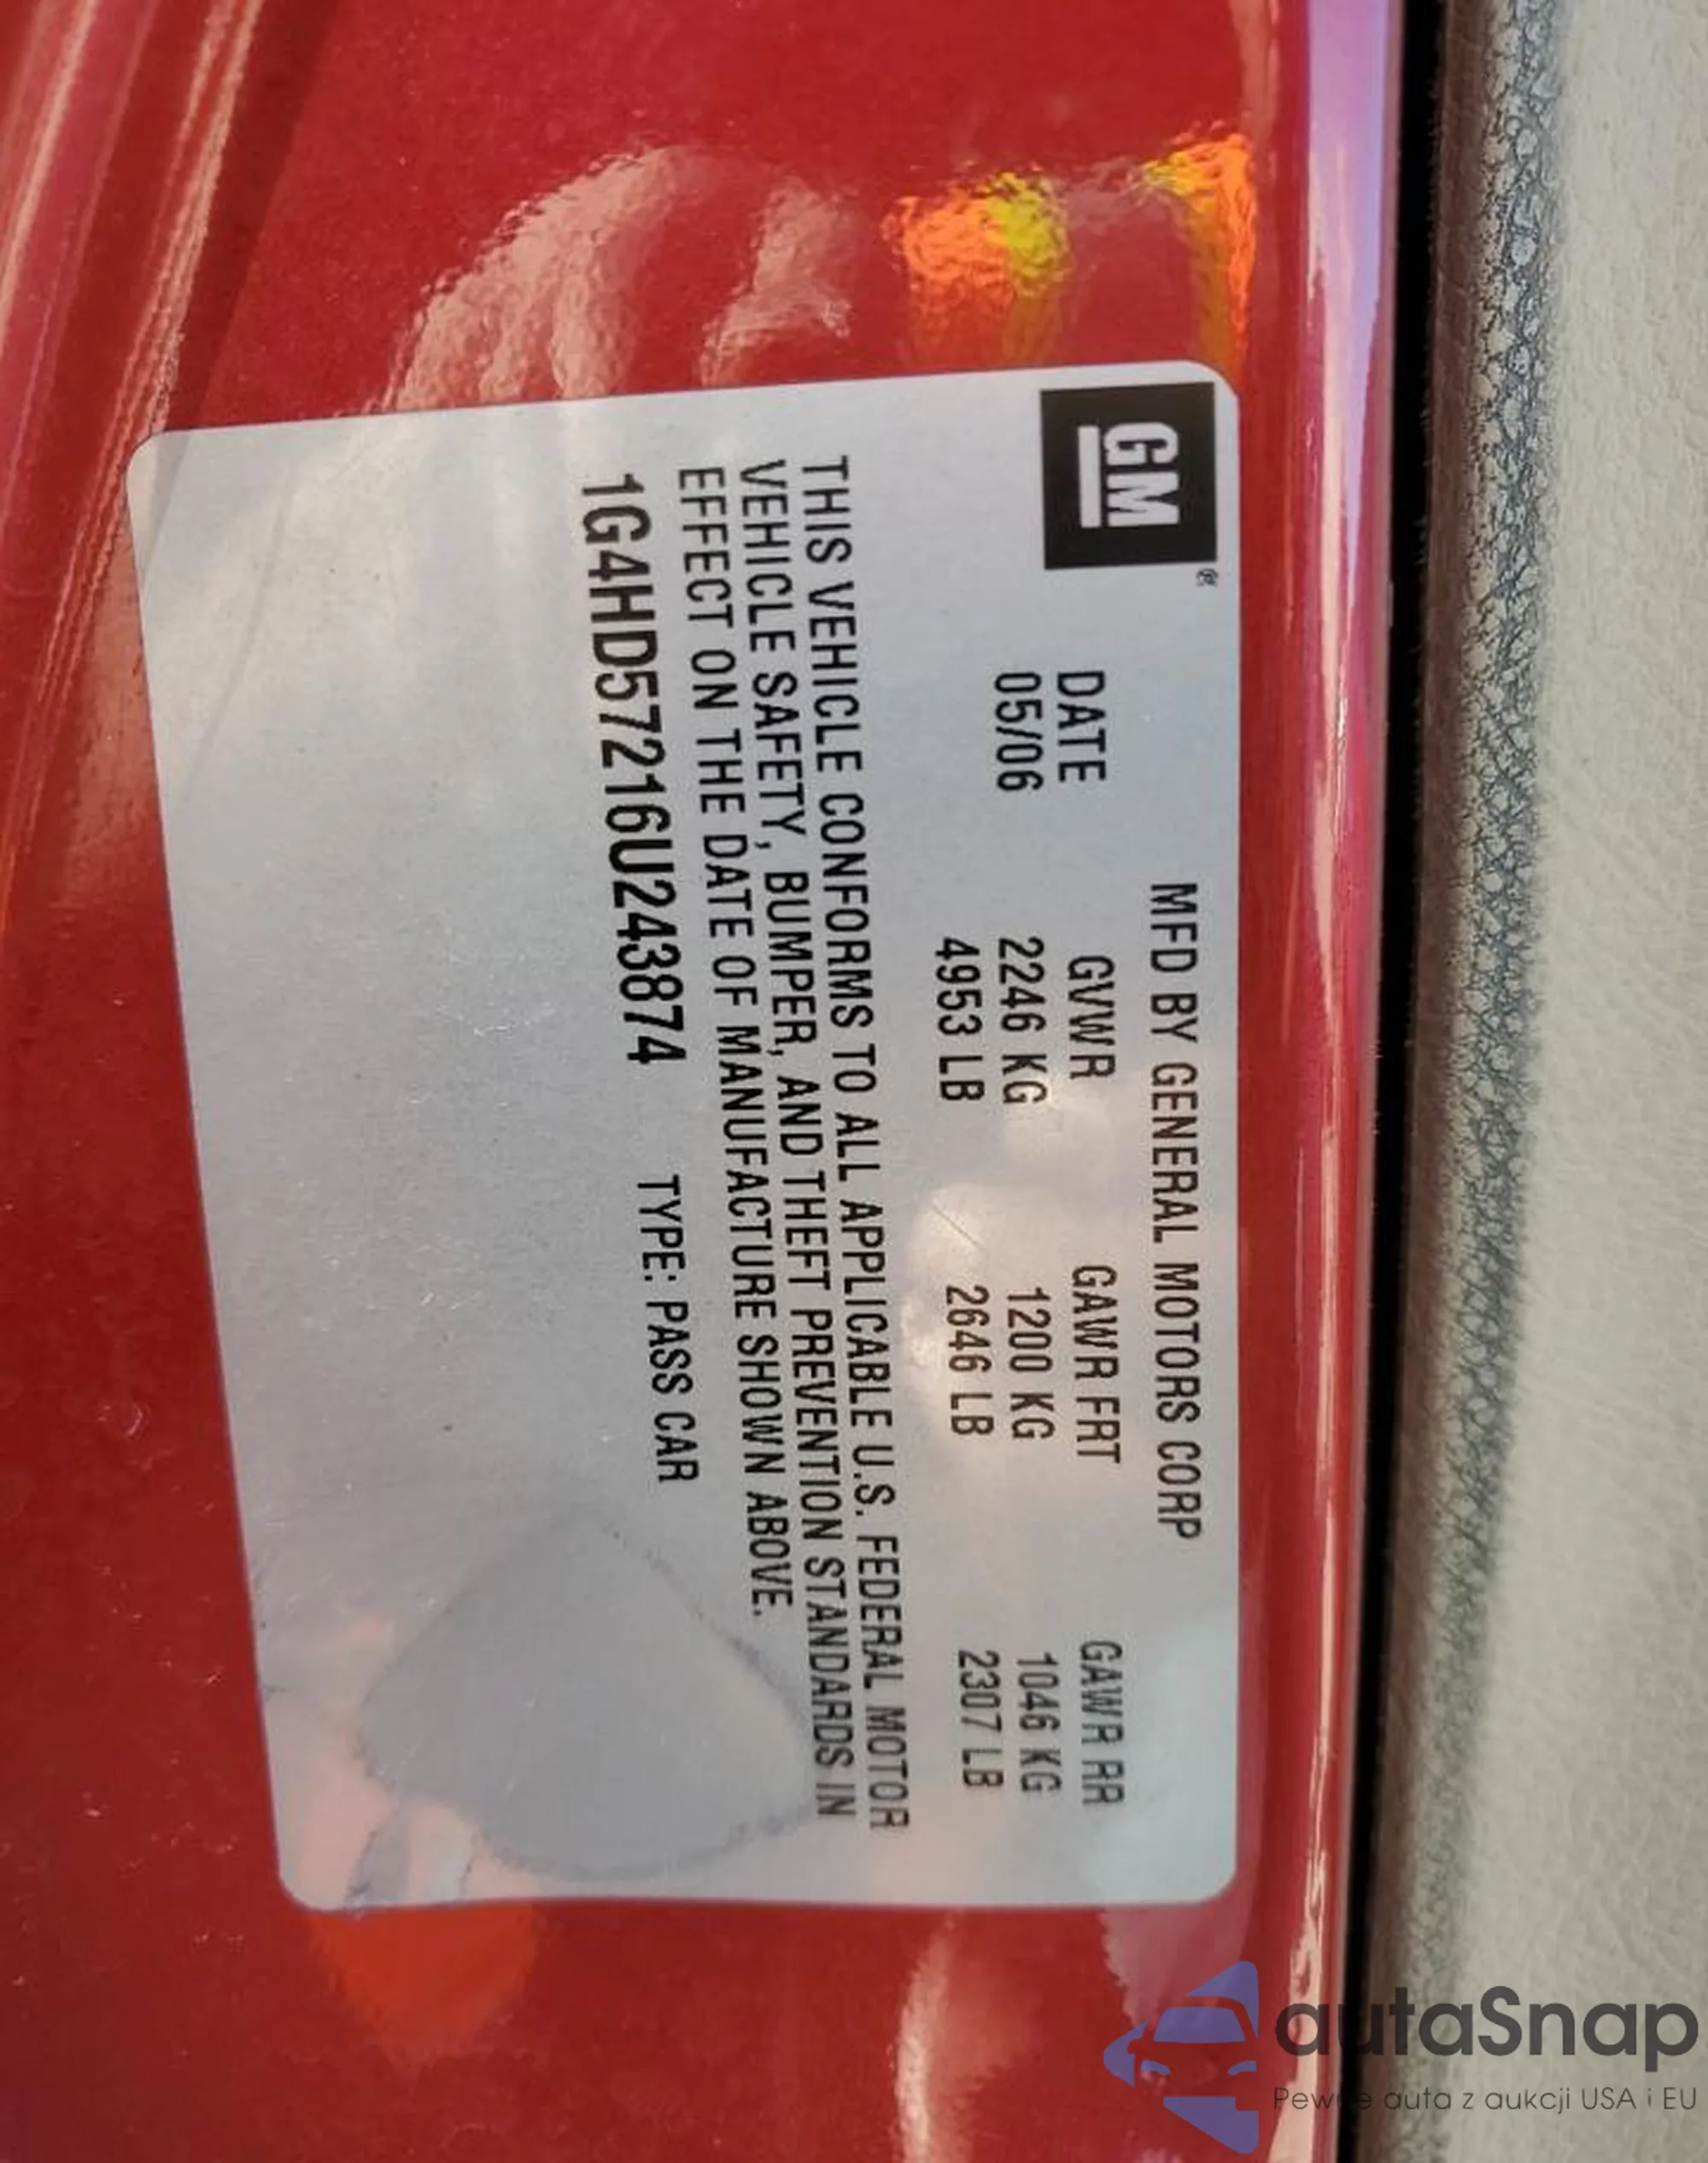 GM®
MFD BY GENERAL MOTORS CORP
DATE GVWR GAWR FRT GAWR RR
05/06 2246 KG 1200 KG 1046 KG
4953 LB 2646 LB 2307 LB
THIS VEHICLE CONFORMS TO ALL APPLICABLE U.S. FEDERAL MOTOR
VEHICLE SAFETY, BUMPER, AND THEFT PREVENTION STANDARDS IN
EFFECT ON THE DATE OF MANUFACTURE SHOWN ABOVE.
1G4HD57216U243874 TYPE: PASS CAR
autaSnap
Pewne auta z aukcji USA i EU